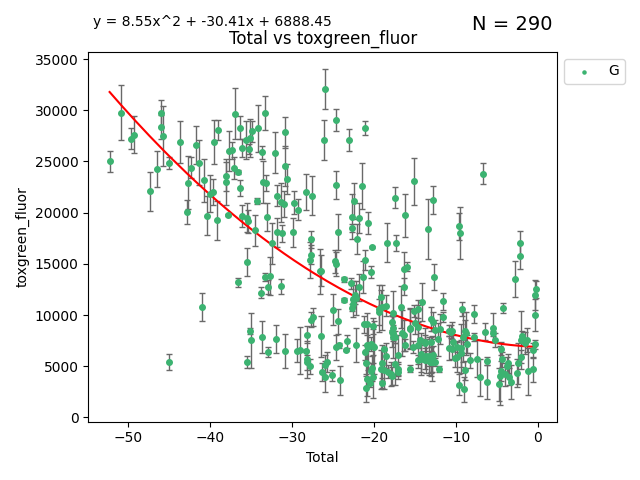 y = 8.55x^2 + -30.41x + 6888.45
N = 290
Total vs toxgreen_fluor
35000
30000
25000
20000
15000
10000
5000
0
toxgreen_fluor
G
−50 −40 −30 −20 −10 0
Total